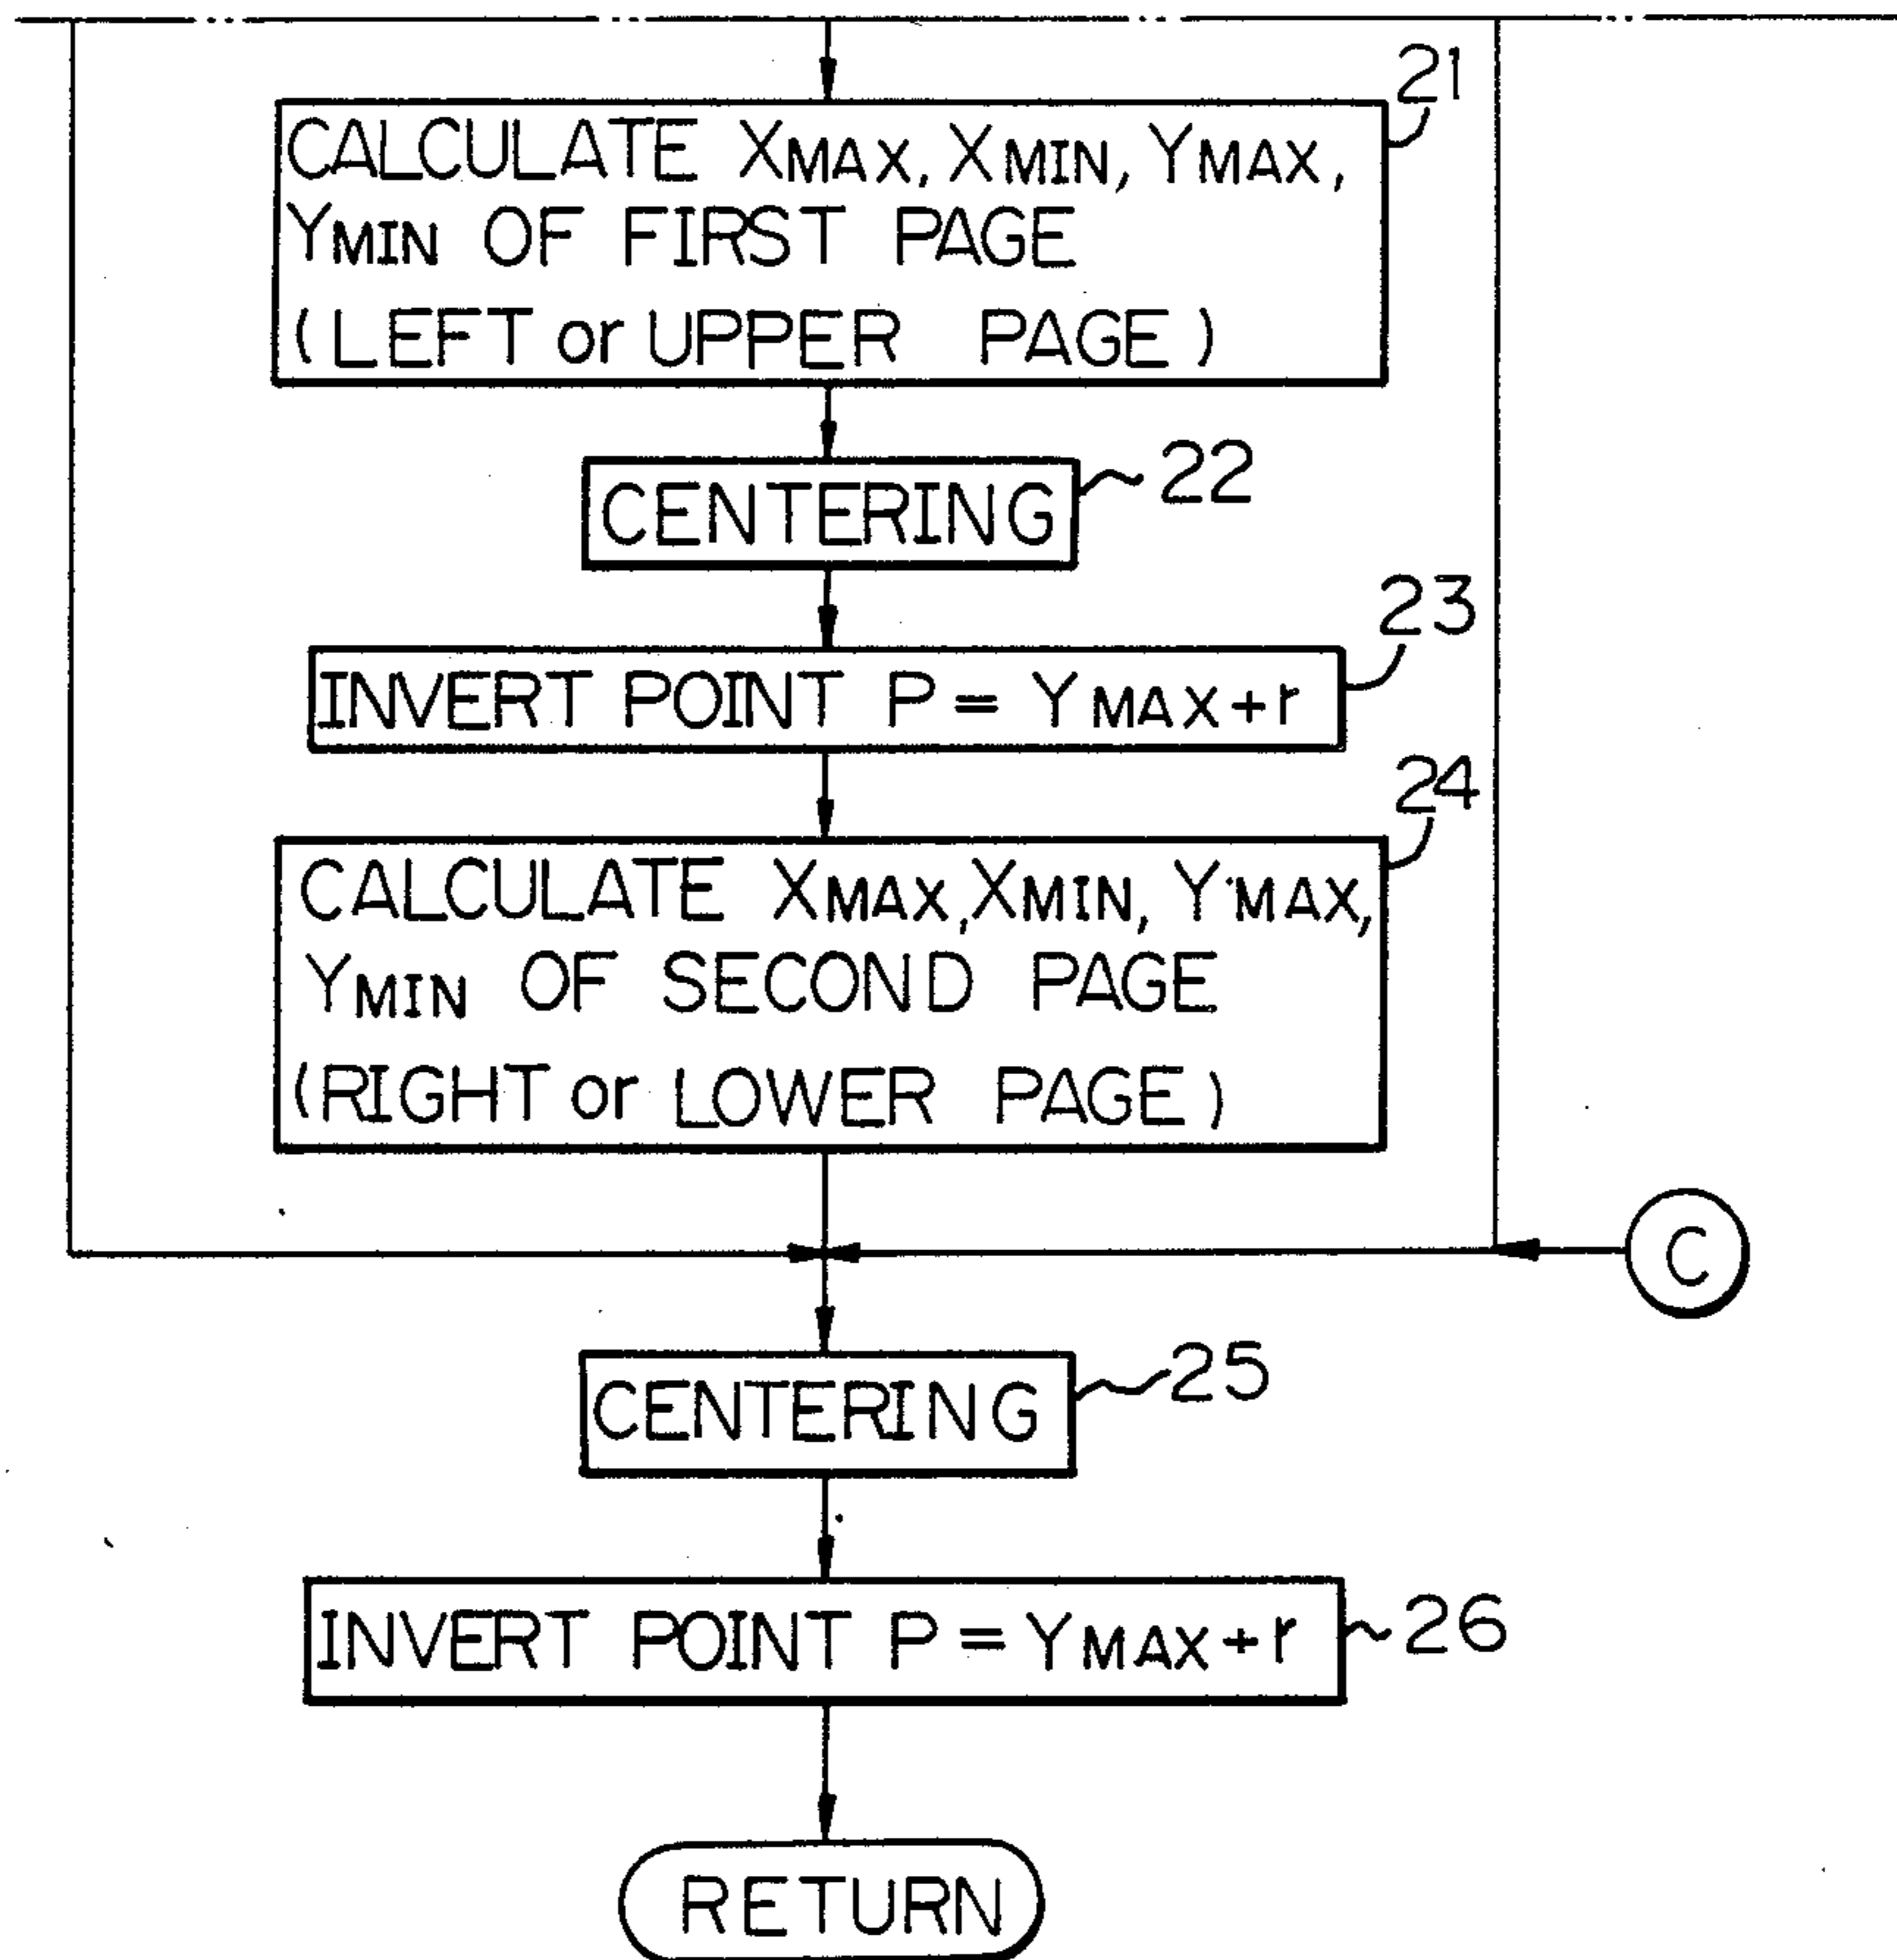 21
CALCULATE XMAX, XMIN, YMAX,
YMIN OF FIRST PAGE
(LEFT or UPPER PAGE)
22
CENTERING
23
INVERT POINT P = YMAX+r
24
CALCULATE XMAX, XMIN, YMAX,
YMIN OF SECOND PAGE
(RIGHT or LOWER PAGE)
C
25
CENTERING
INVERT POINT P = YMAX+r
26
RETURN